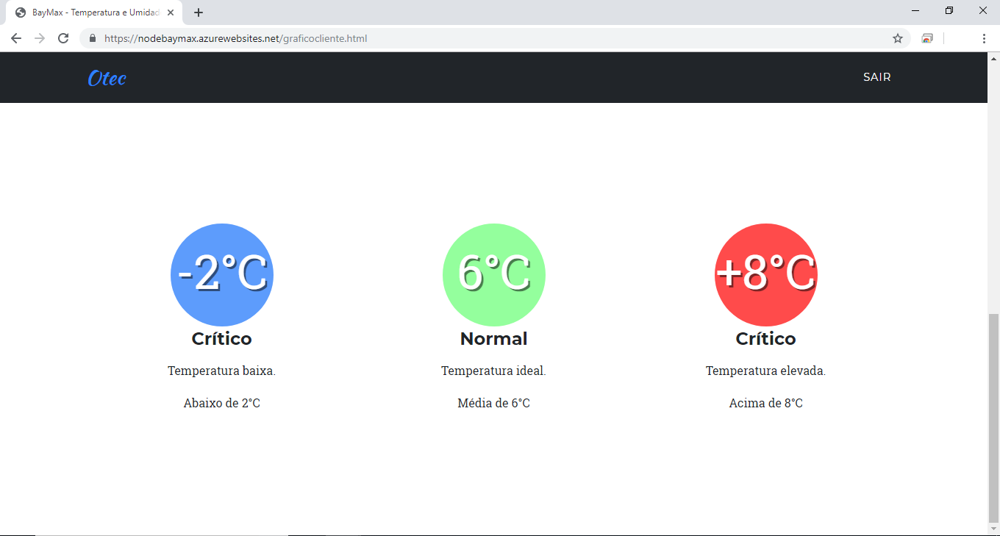 BayMax - Temperatura e Umidad
https://nodebaymax.azurewebsites.net/graficocliente.html
Otec
SAIR
-2°C
6°C
+8°C
Crítico
Normal
Crítico
Temperatura baixa.
Temperatura ideal.
Temperatura elevada.
Abaixo de 2°C
Média de 6°C
Acima de 8°C